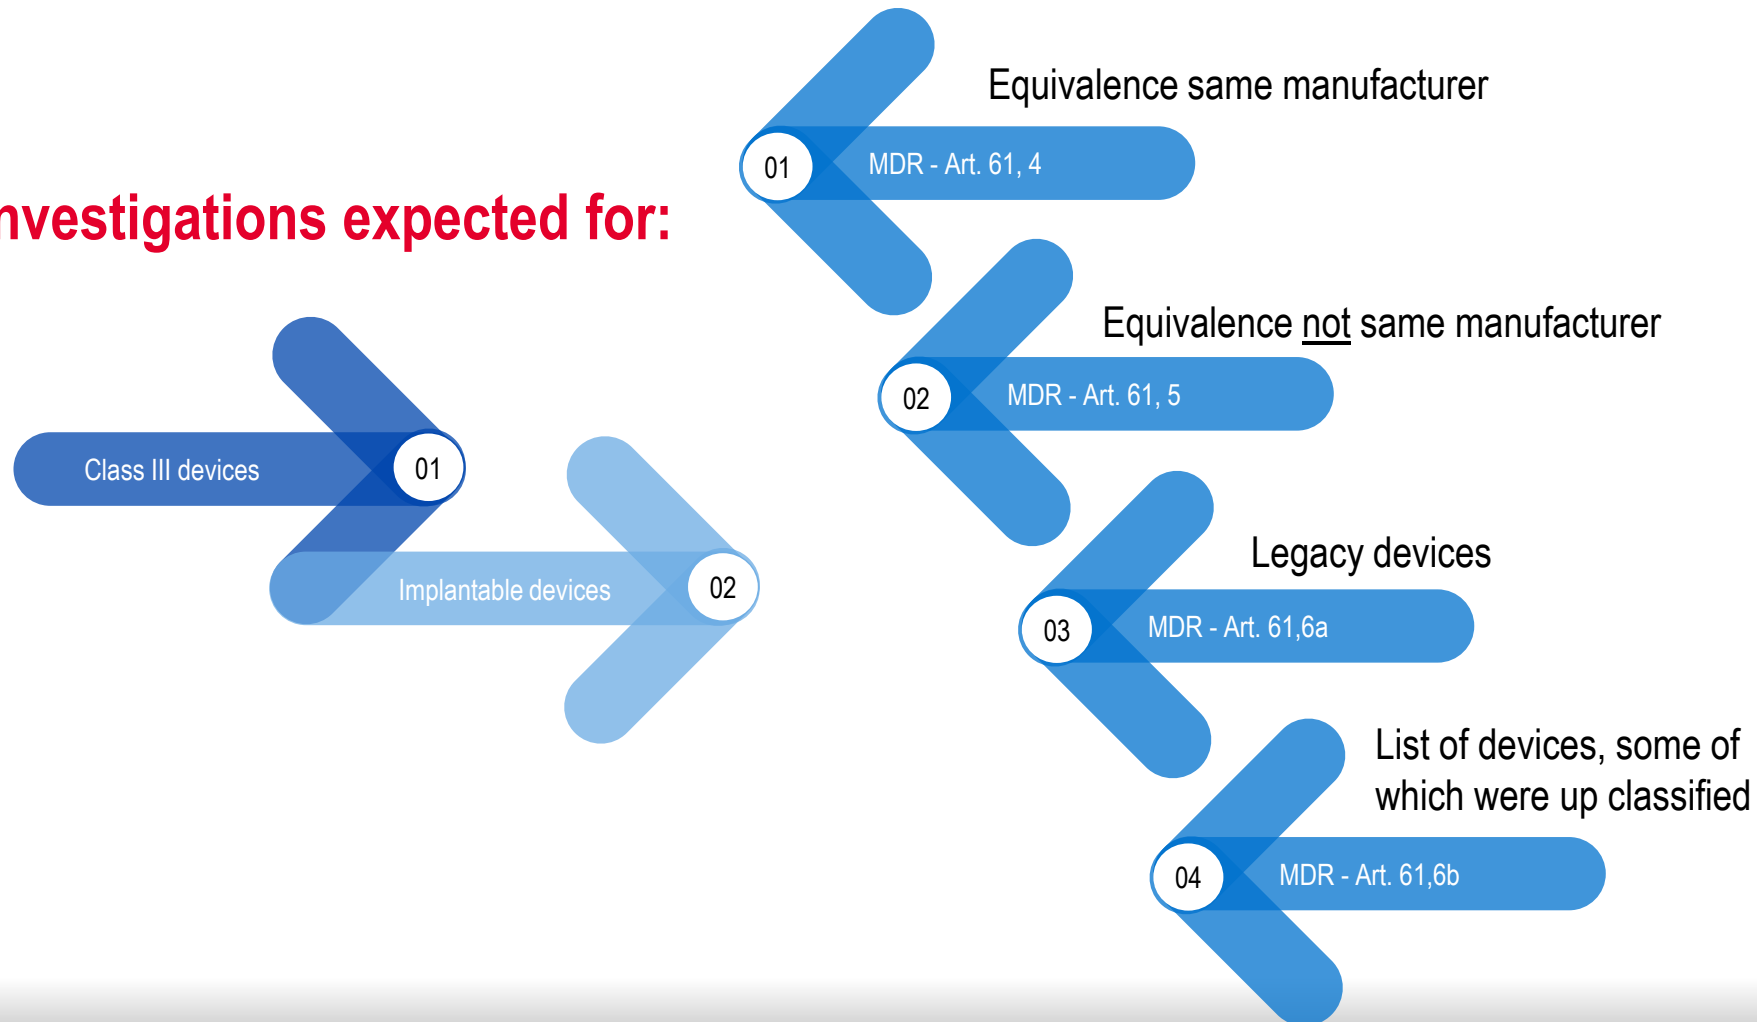 nvestigations expected for:
Class III devices
01
Implantable devices
02
Equivalence same manufacturer
01
MDR - Art. 61, 4
Equivalence not same manufacturer
02
MDR - Art. 61, 5
Legacy devices
03
MDR - Art. 61,6a
List of devices, some of
which were up classified
04
MDR - Art. 61,6b